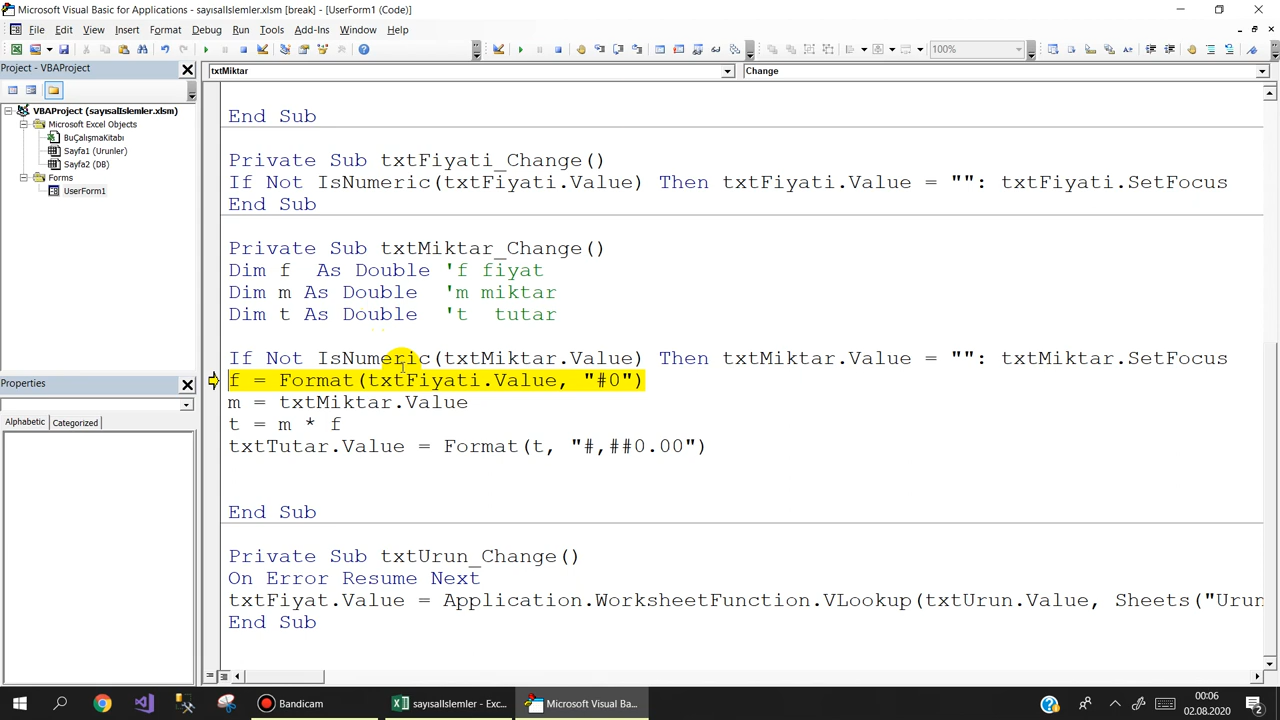 Microsoft Visual Basic for Applications - sayısalIslemler.xlsm [break] - [UserForm1 (Code)]
File Edit View Insert Format Debug Run Tools Add-Ins Window Help
100%
Project - VBAProject
txtMiktar
Change
VBAProject (sayısalIslemler.xlsm)
Microsoft Excel Objects
BuÇalışmaKitabı
Sayfa1 (Urunler)
Sayfa2 (DB)
Forms
UserForm1
Properties
Alphabetic Categorized
End Sub
Private Sub txtFiyati_Change()
If Not IsNumeric(txtFiyati.Value) Then txtFiyati.Value = "": txtFiyati.SetFocus
End Sub
Private Sub txtMiktar_Change()
Dim f  As Double 'f fiyat
Dim m As Double  'm miktar
Dim t As Double  't  tutar
If Not IsNumeric(txtMiktar.Value) Then txtMiktar.Value = "": txtMiktar.SetFocus
f = Format(txtFiyati.Value, "#0")
m = txtMiktar.Value
t = m * f
txtTutar.Value = Format(t, "#,##0.00")
End Sub
Private Sub txtUrun_Change()
On Error Resume Next
txtFiyat.Value = Application.WorksheetFunction.VLookup(txtUrun.Value, Sheets("Urun
End Sub
Bandicam
sayısalIslemler - Exc...
Microsoft Visual Ba...
00:06
02.08.2020
2